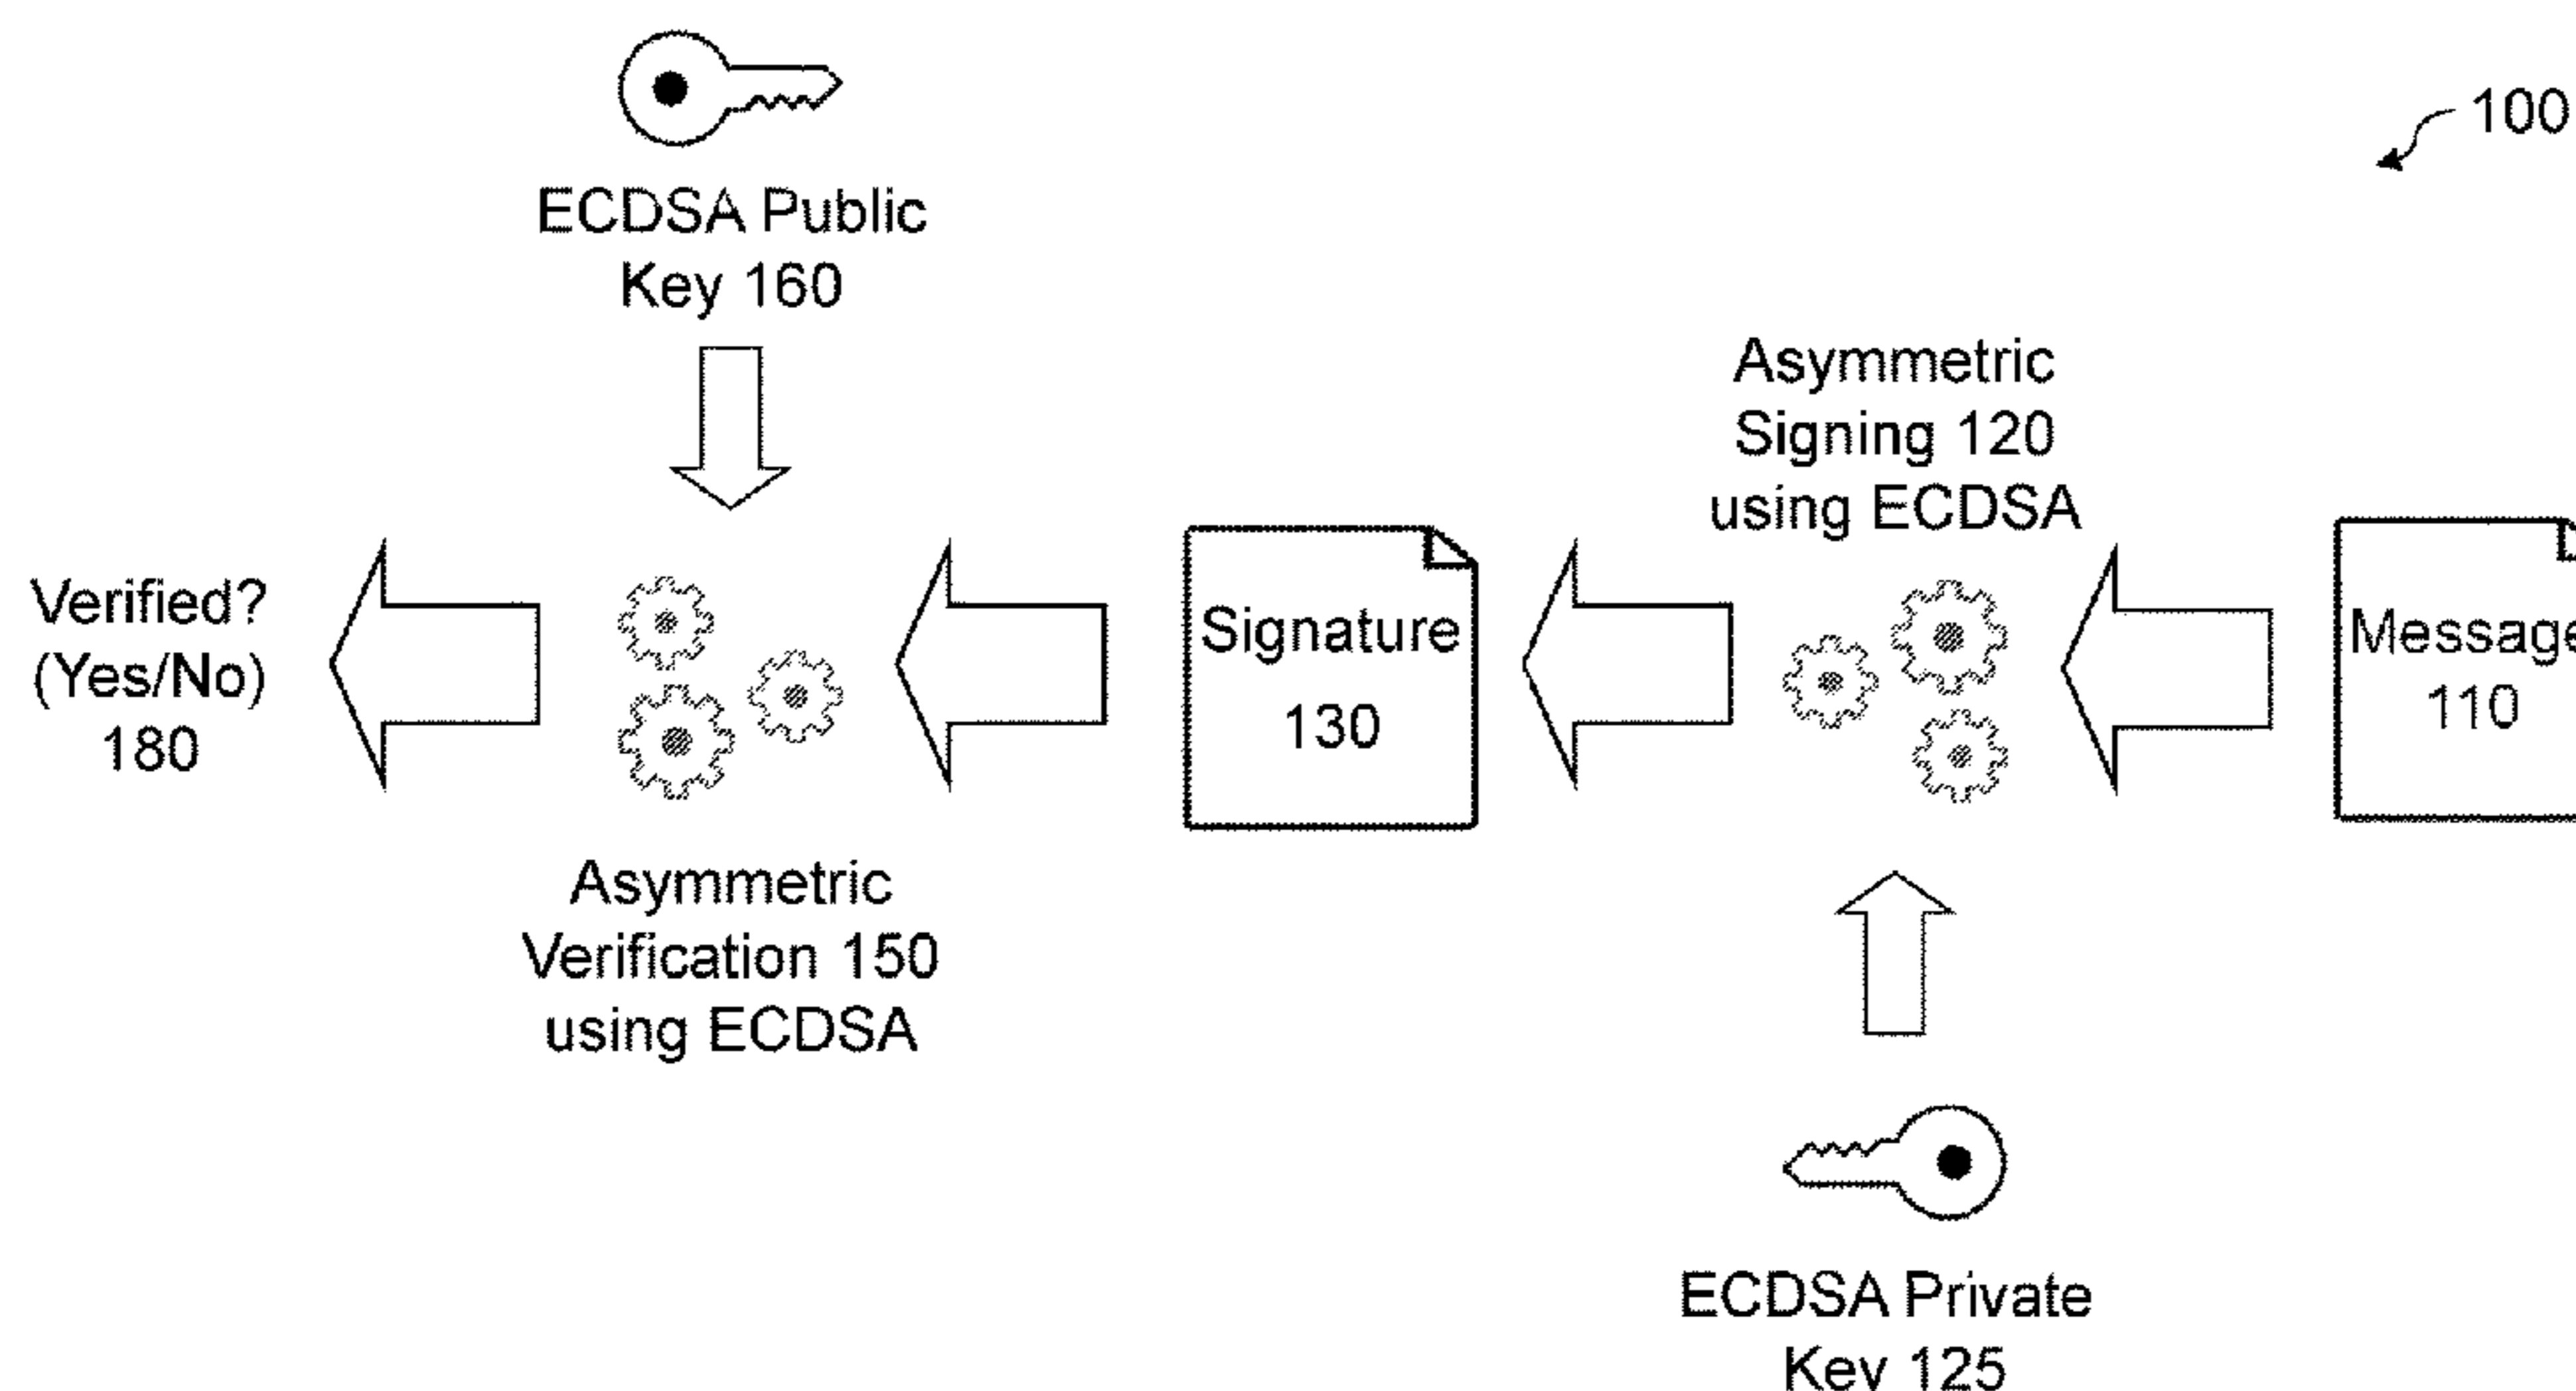 100
ECDSA Public
Key 160
Asymmetric
Signing 120
using ECDSA
Verified?
(Yes/No)
180
Signature
130
Message
110
Asymmetric
Verification 150
using ECDSA
ECDSA Private
Key 125